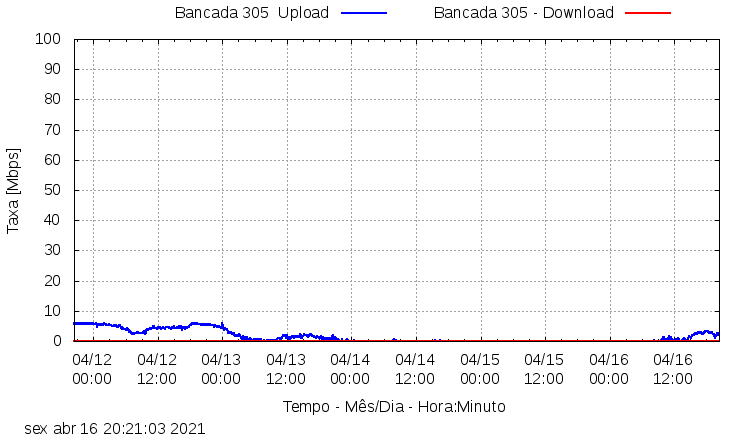 Bancada 305  Upload
Bancada 305 - Download
100
90
80
70
60
50
40
30
20
10
0
Taxa [Mbps]
04/12 04/12 04/13 04/13 04/14 04/14 04/15 04/15 04/16 04/16
00:00 12:00 00:00 12:00 00:00 12:00 00:00 12:00 00:00 12:00
Tempo - Mês/Dia - Hora:Minuto
sex abr 16 20:21:03 2021